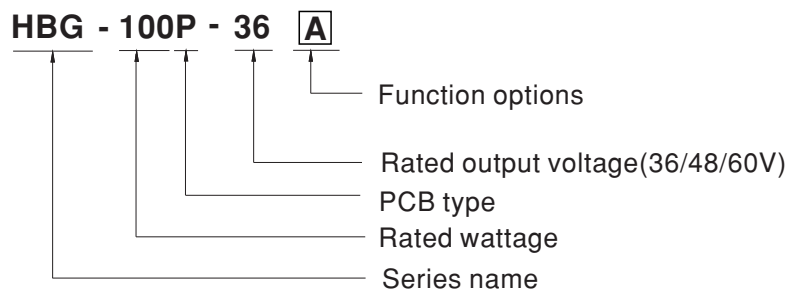 HBG - 100P - 36 A
Function options
Rated output voltage(36/48/60V)
PCB type
Rated wattage
Series name